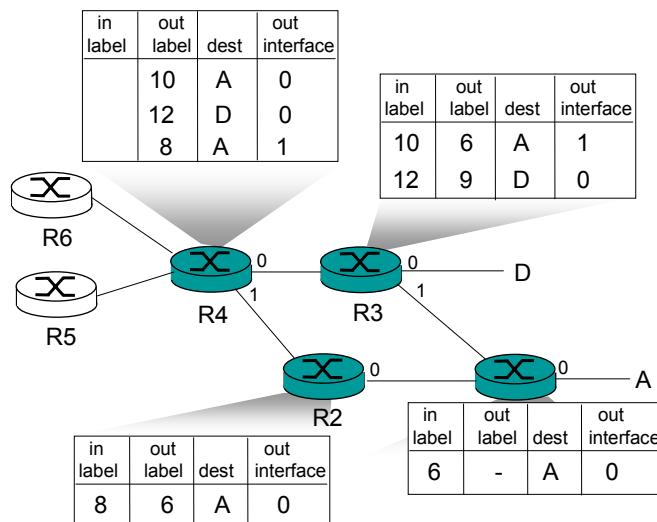 in label out label dest out interface
10 A 0
12 D 0
8 A 1
in label out label dest out interface
10 6 A 1
12 9 D 0
R6
R5
R4
0
1
R3
0
1
D
R2
0
0
A
in label out label dest out interface
8 6 A 0
in label out label dest out interface
6 - A 0